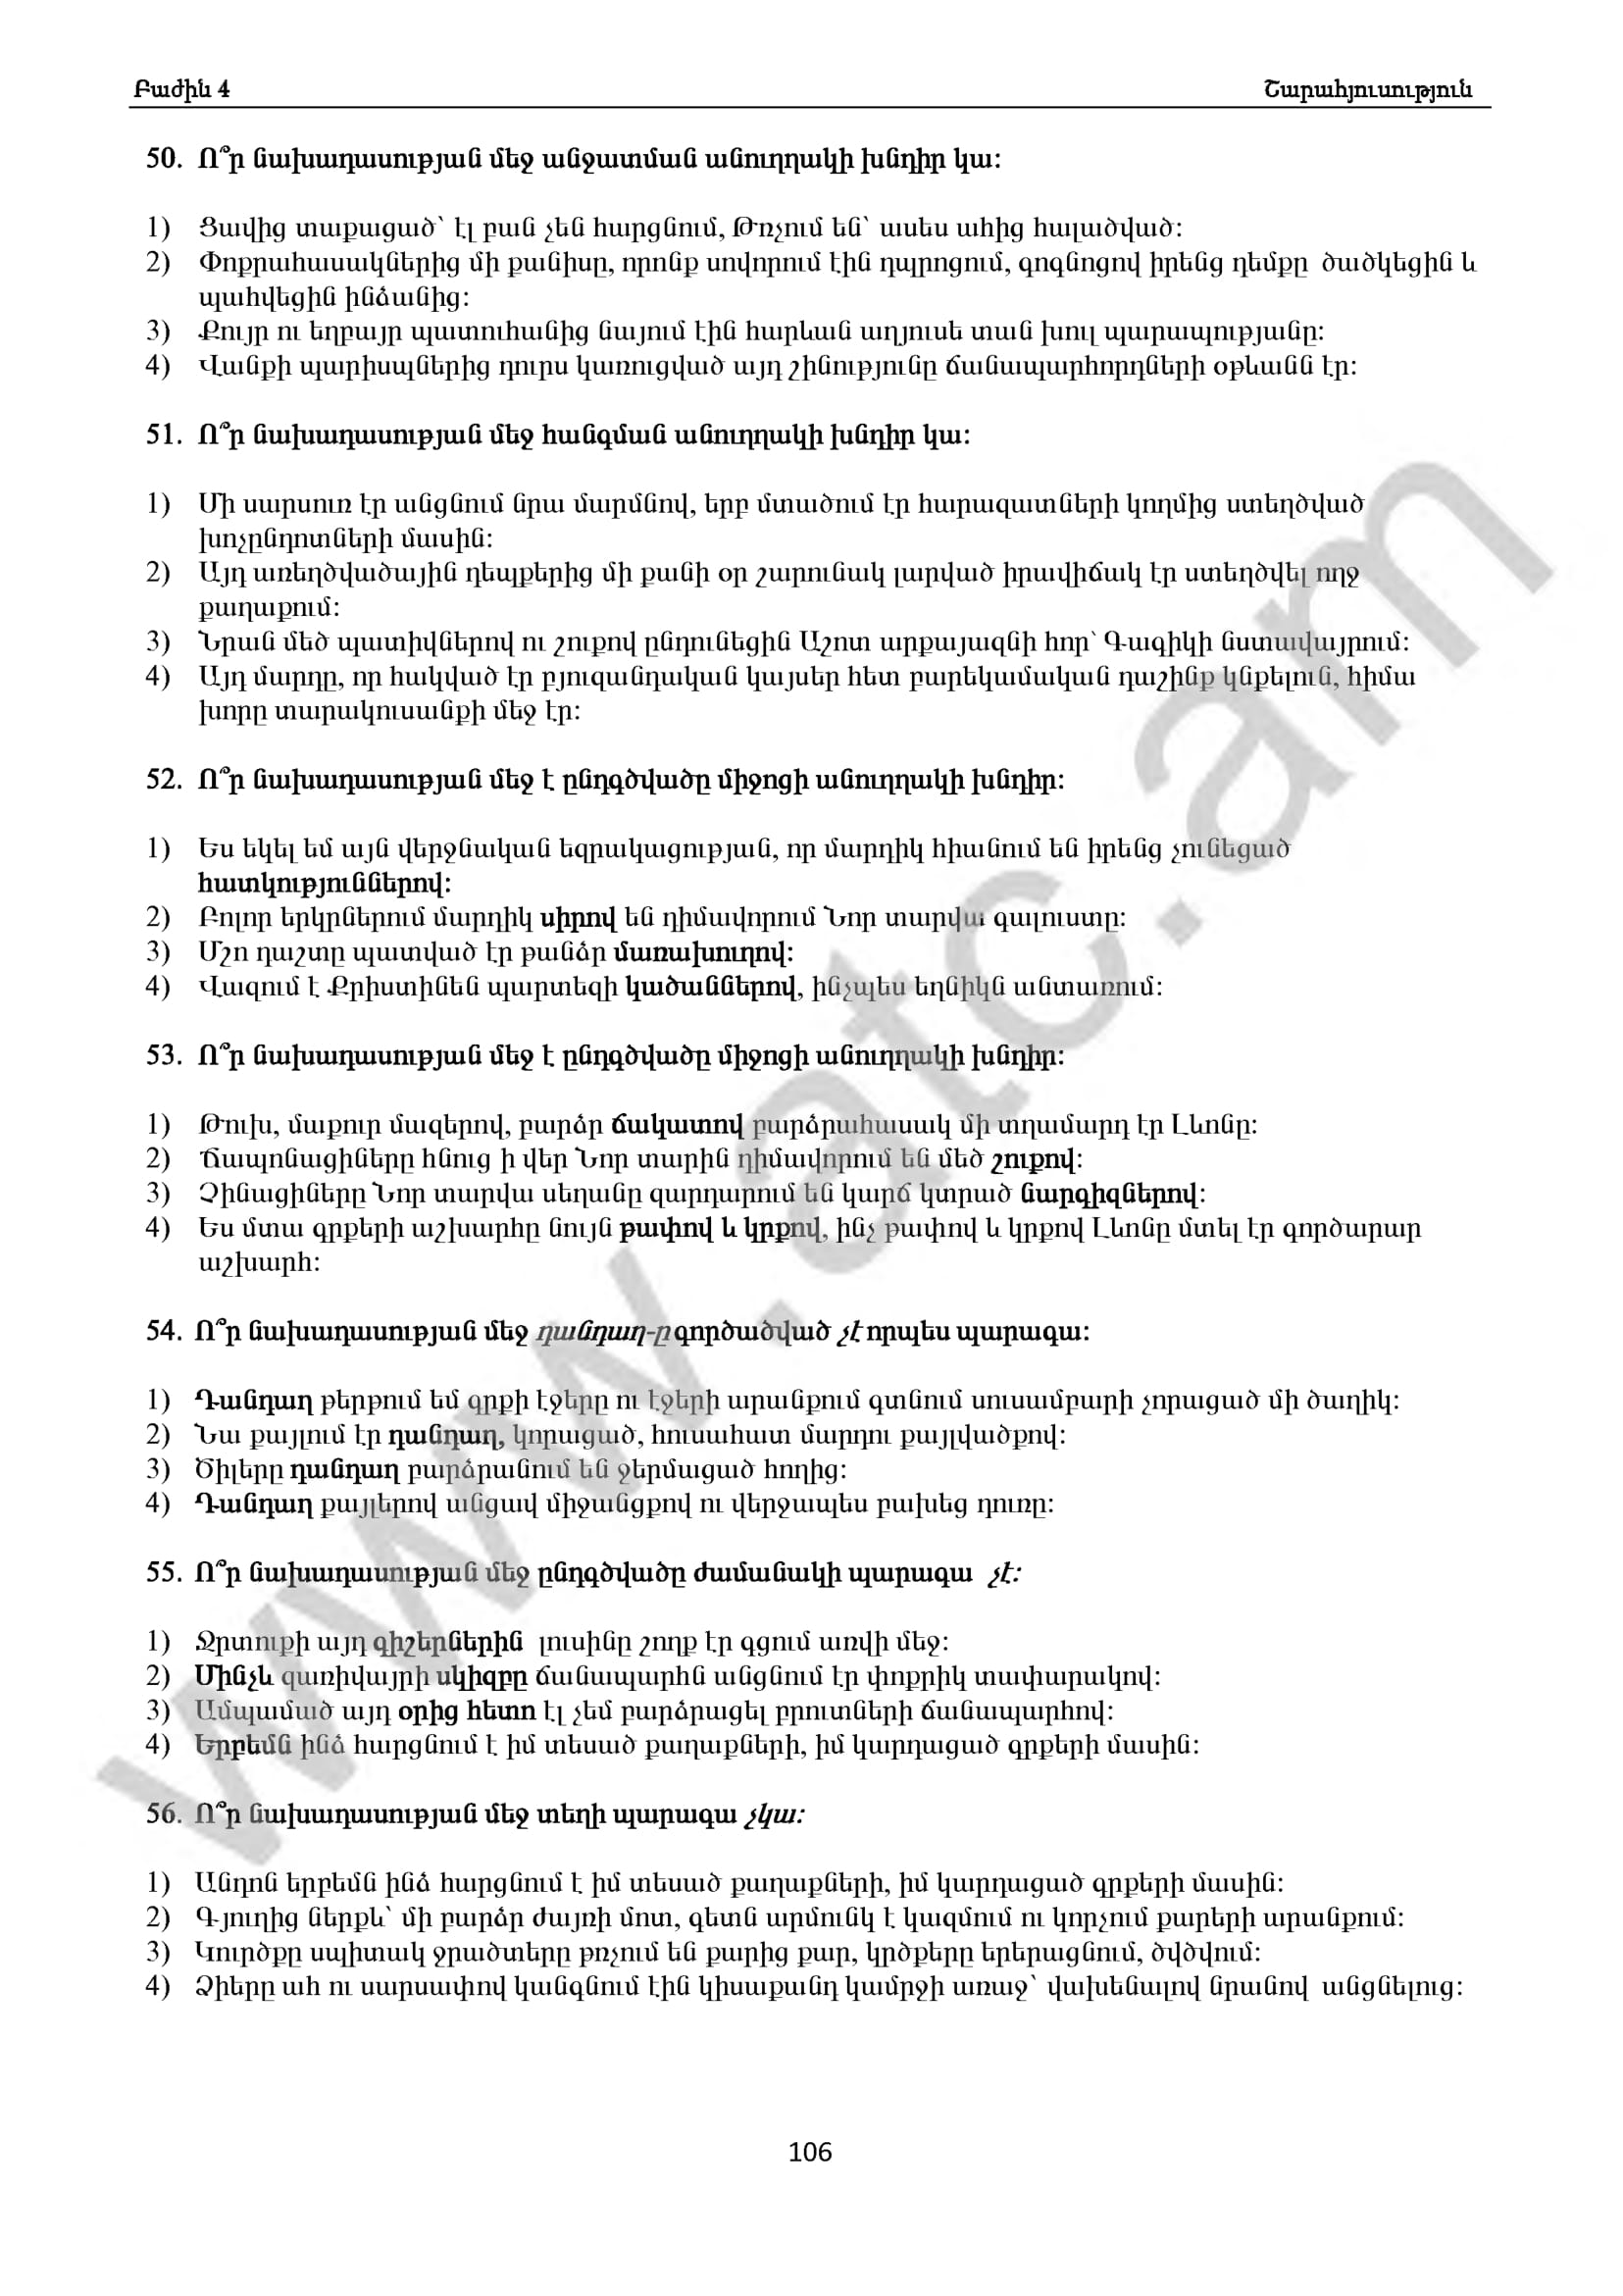 Բաժին 4 Շարահյուսություն
50. Ո՞ր նախադասության մեջ անջատման անուղղակի խնդիր կա:
1) Ցավից տաքացած՝ էլ բան չեն հարցնում, Թռչում են՝ ասես ահից հալածված:
2) Փոքրահասակներից մի քանիսը, որոնք սովորում էին դպրոցում, գոգնոցով իրենց դեմքը ծածկեցին և
պահվեցին ինձանից:
3) Քույր ու եղբայր պատուհանից նայում էին հարևան աղյուսե տան խուլ պարապությանը:
4) Վանքի պարիսպներից դուրս կառուցված այդ շինությունը ճանապարհորդների օթևանն էր:
51. Ո՞ր նախադասության մեջ հանգման անուղղակի խնդիր կա:
1) Մի սարսուռ էր անցնում նրա մարմնով, երբ մտածում էր հարազատների կողմից ստեղծված
խոչընդոտների մասին:
2) Այդ առեղծվածային դեպքերից մի քանի օր շարունակ լարված իրավիճակ էր ստեղծվել ողջ
քաղաքում:
3) Նրան մեծ պատիվներով ու շուքով ընդունեցին Աշոտ արքայազնի հոր՝ Գագիկի նստավայրում:
4) Այդ մարդը, որ հակված էր բյուզանդական կայսեր հետ բարեկամական դաշինք կնքելուն, հիմա
խորը տարակուսանքի մեջ էր:
52. Ո՞ր նախադասության մեջ է ընդգծվածը միջոցի անուղղակի խնդիր:
1) Ես եկել եմ այն վերջնական եզրակացության, որ մարդիկ հիանում են իրենց չունեցած
հատկություններով:
2) Բոլոր երկրներում մարդիկ սիրով են դիմավորում Նոր տարվա գալուստը:
3) Մշո դաշտը պատված էր թանձր մառախուղով:
4) Վազում է Քրիստինեն պարտեզի կածաններով, ինչպես եղնիկն անտառում:
53. Ո՞ր նախադասության մեջ է ընդգծվածը միջոցի անուղղակի խնդիր:
1) Թուխ, մաքուր մազերով, բարձր ճակատով բարձրահասակ մի տղամարդ էր Լևոնը:
2) Ճապոնացիները հնուց ի վեր Նոր տարին դիմավորում են մեծ շուքով:
3) Չինացիները Նոր տարվա սեղանը զարդարում են կարճ կտրած նարգիզներով:
4) Ես մտա գրքերի աշխարհը նույն թափով և կրքով, ինչ թափով և կրքով Լևոնը մտել էր գործարար
աշխարհ:
54. Ո՞ր նախադասության մեջ դանդաղ-ը գործածված չէ որպես պարագա:
1) Դանդաղ թերթում եմ գրքի էջերը ու էջերի արանքում գտնում սուսամբարի չորացած մի ծաղիկ:
2) Նա քայլում էր դանդաղ, կորացած, հուսահատ մարդու քայլվածքով:
3) Ծիլերը դանդաղ բարձրանում են ջերմացած հողից:
4) Դանդաղ քայլերով անցավ միջանցքով ու վերջապես բախեց դուռը:
55. Ո՞ր նախադասության մեջ ընդգծվածը ժամանակի պարագա չէ:
1) Ջրտուքի այդ գիշերներին լուսինը շողք էր գցում առվի մեջ:
2) Մինչև զառիվայրի սկիզբը ճանապարհն անցնում էր փոքրիկ տափարակով:
3) Ամպամած այդ օրից հետո էլ չեմ բարձրացել բրուտների ճանապարհով:
4) Երբեմն ինձ հարցնում է իմ տեսած քաղաքների, իմ կարդացած գրքերի մասին:
56. Ո՞ր նախադասության մեջ տեղի պարագա չկա:
1) Անդոն երբեմն ինձ հարցնում է իմ տեսած քաղաքների, իմ կարդացած գրքերի մասին:
2) Գյուղից ներքև՝ մի բարձր ժայռի մոտ, գետն արմունկ է կազմում ու կորչում քարերի արանքում:
3) Կուրծքը սպիտակ ջրածտերը թռչում են քարից քար, կրծքերը երերացնում, ծվծվում:
4) Ձիերը ահ ու սարսափով կանգնում էին կիսաքանդ կամրջի առաջ՝ վախենալով նրանով անցնելուց:
www.atc.am
106